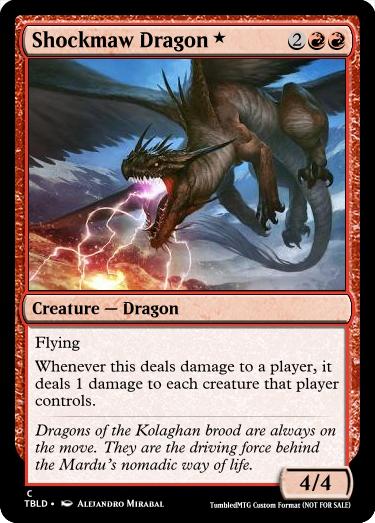 Shockmaw Dragon ★ 2
Creature — Dragon
Flying
Whenever this deals damage to a player, it
deals 1 damage to each creature that player
controls.
Dragons of the Kolaghan brood are always on
the move. They are the driving force behind
the Mardu's nomadic way of life.
4/4
C
TBLD • Alejandro Mirabal
TumbledMTG Custom Format (NOT FOR SALE)